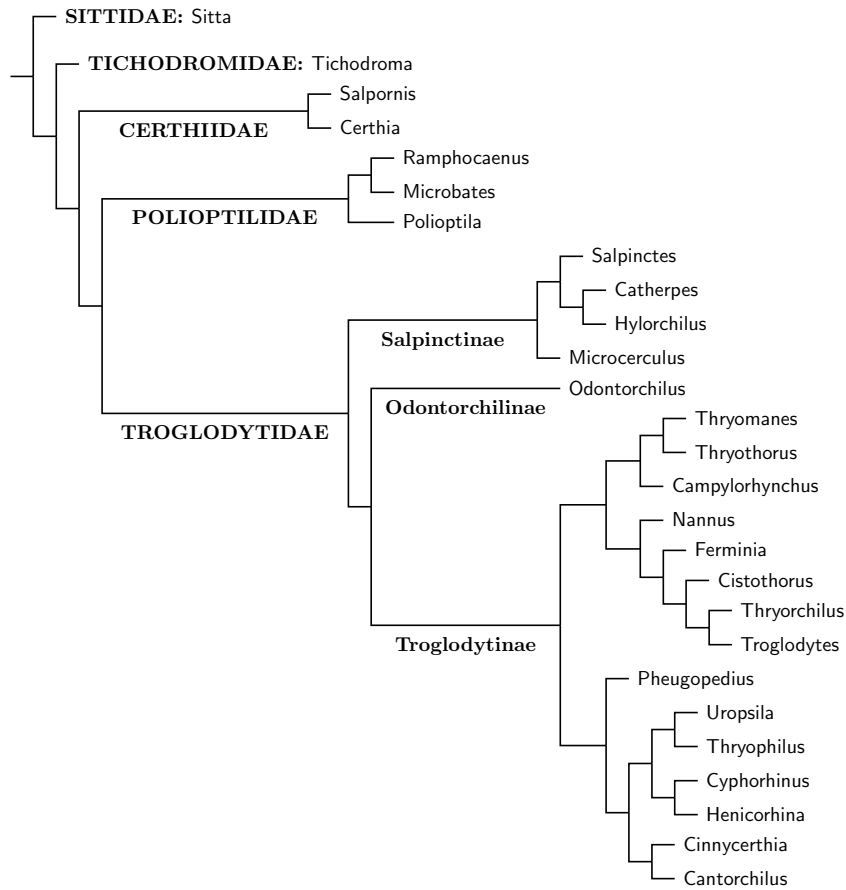 SITTIDAE: Sitta
TICHODROMIDAE: Tichodroma
Salpornis
CERTHIIDAE
Certhia
Ramphocaenus
Microbates
POLIOPTILIDAE
Polioptila
Salpinctes
Catherpes
Hylorchilus
Salpinctinae
Microcerculus
Odontorchilus
Odontorchilinae
Thryomanes
TROGLODYTIDAE
Thryothorus
Campylorhynchus
Nannus
Ferminia
Cistothorus
Thryorchilus
Troglodytinae
Troglodytes
Pheugopedius
Uropsila
Thryophilus
Cyphorhinus
Henicorhina
Cinnycerthia
Cantorchilus